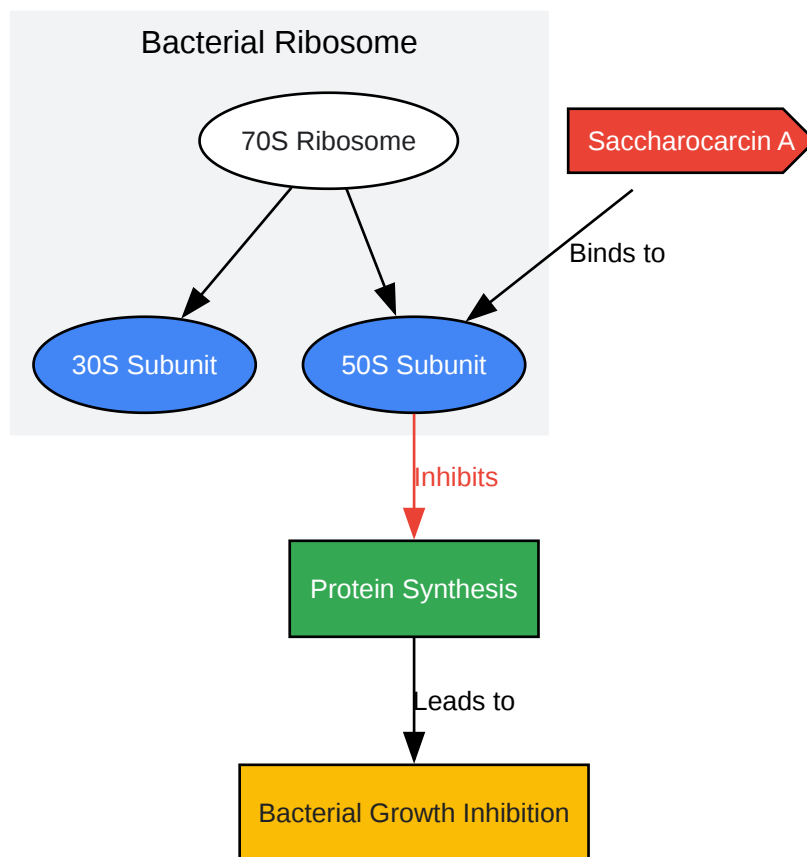 Bacterial Ribosome
70S Ribosome
Saccharocarcin A
Binds to
30S Subunit
50S Subunit
Inhibits
Protein Synthesis
Leads to
Bacterial Growth Inhibition